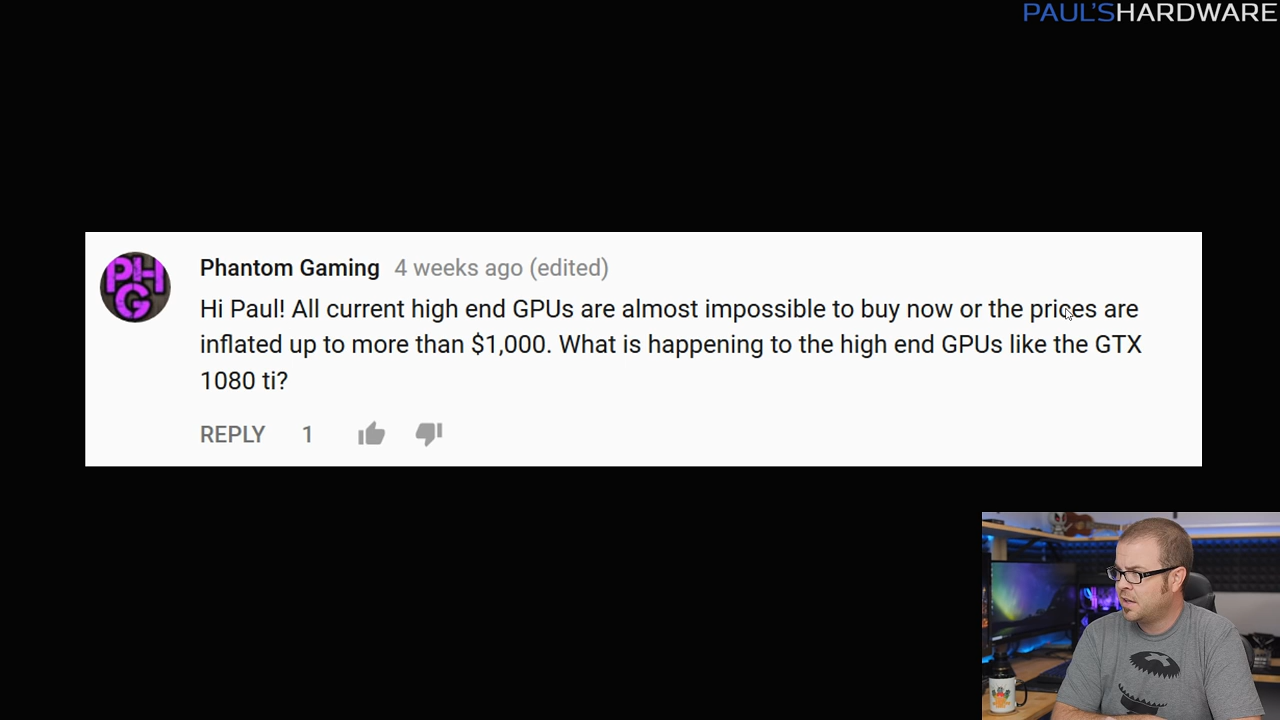 PAUL'SHARDWARE
PH
G
Phantom Gaming 4 weeks ago (edited)
Hi Paul! All current high end GPUs are almost impossible to buy now or the prices are
inflated up to more than $1,000. What is happening to the high end GPUs like the GTX
1080 ti?
REPLY 1